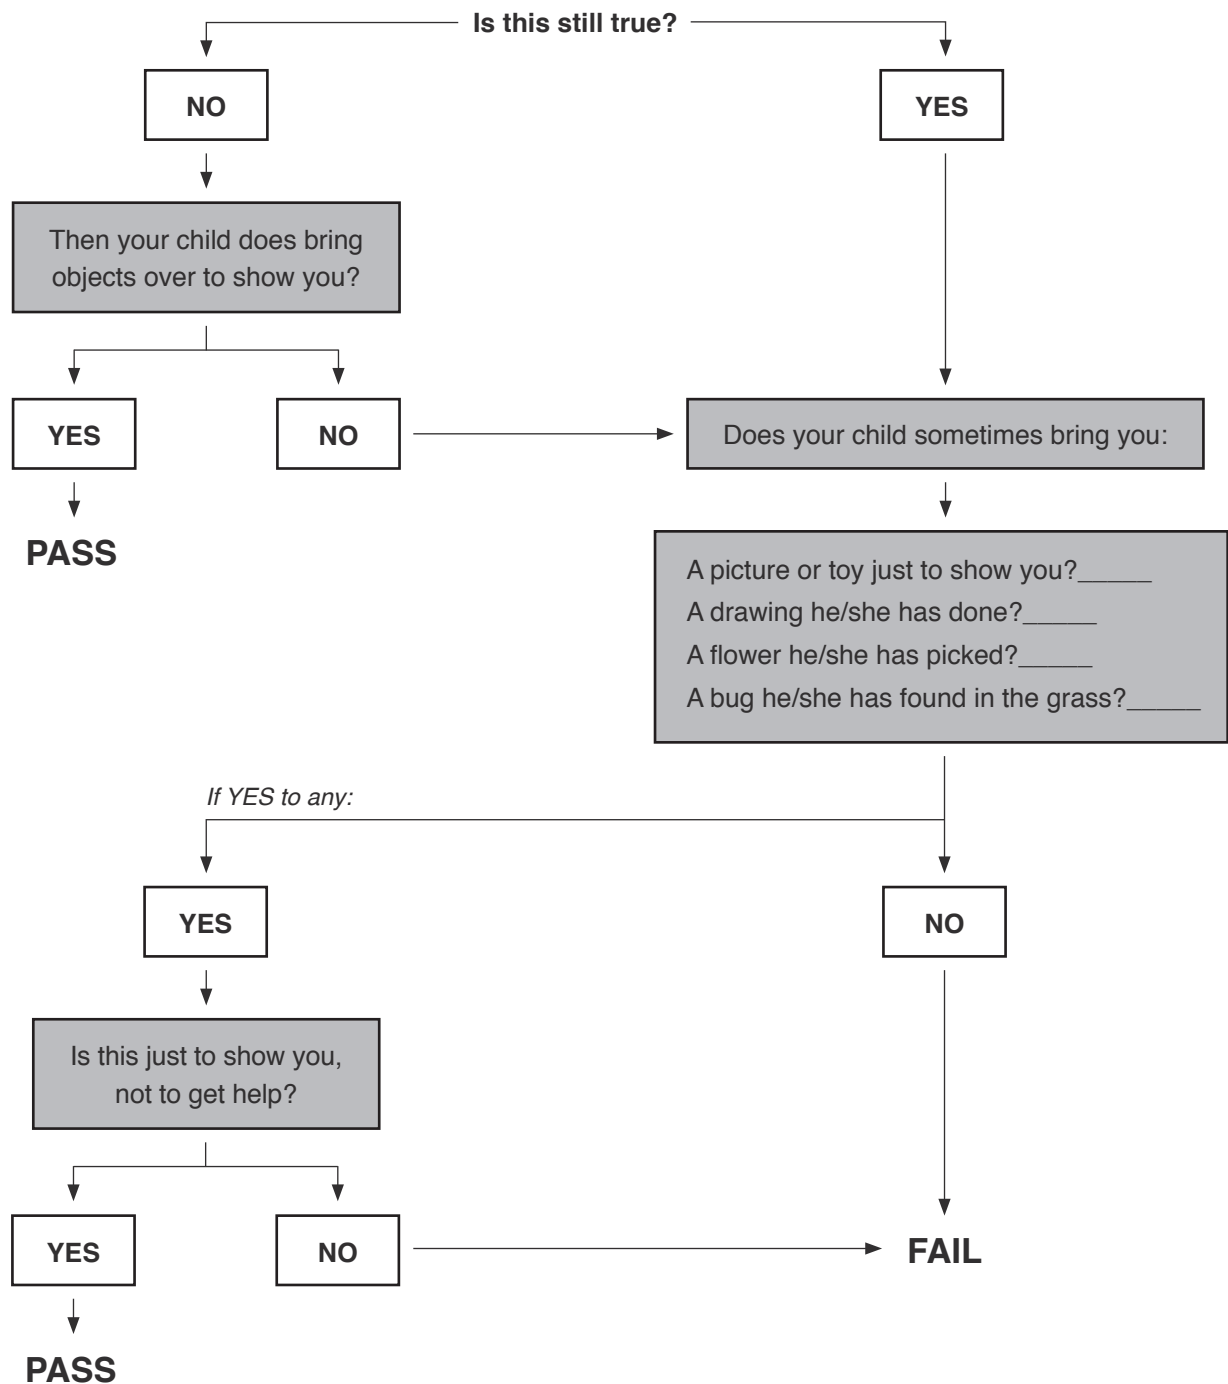 Is this still true?
NO
YES
Then your child does bring
objects over to show you?
YES
NO
Does your child sometimes bring you:
PASS
A picture or toy just to show you?_____
A drawing he/she has done?_____
A flower he/she has picked?_____
A bug he/she has found in the grass?_____
If YES to any:
YES
NO
Is this just to show you,
not to get help?
YES
NO
FAIL
PASS